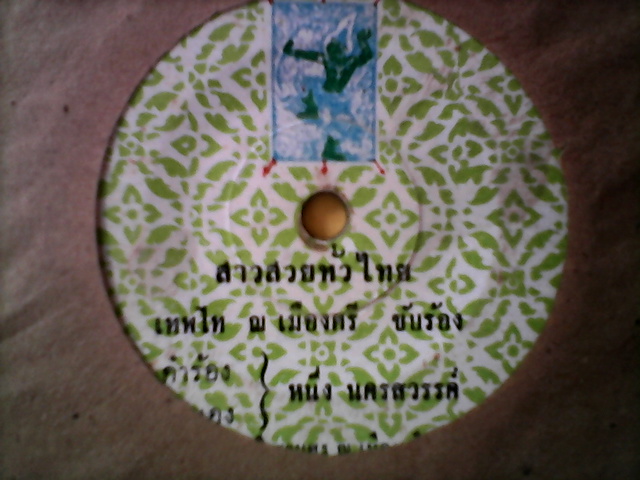 สาวสวยทั่วไทย
เทพไท ณ เมืองศรี ขับร้อง
คำร้อง } หนึ่ง นครสวรรค์